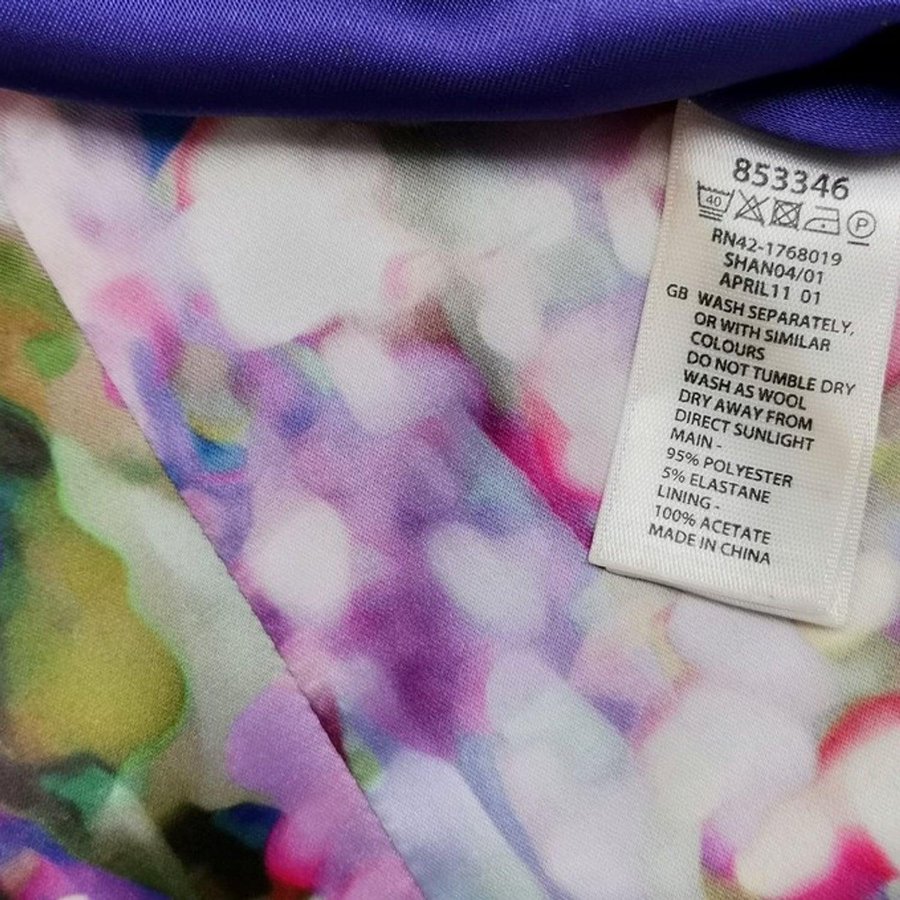 853346
40 P
RN42-1768019
SHAN04/01
APRIL11 01
GB WASH SEPARATELY,
OR WITH SIMILAR
COLOURS
DO NOT TUMBLE DRY
WASH AS WOOL
DRY AWAY FROM
DIRECT SUNLIGHT
MAIN -
95% POLYESTER
5% ELASTANE
LINING -
100% ACETATE
MADE IN CHINA